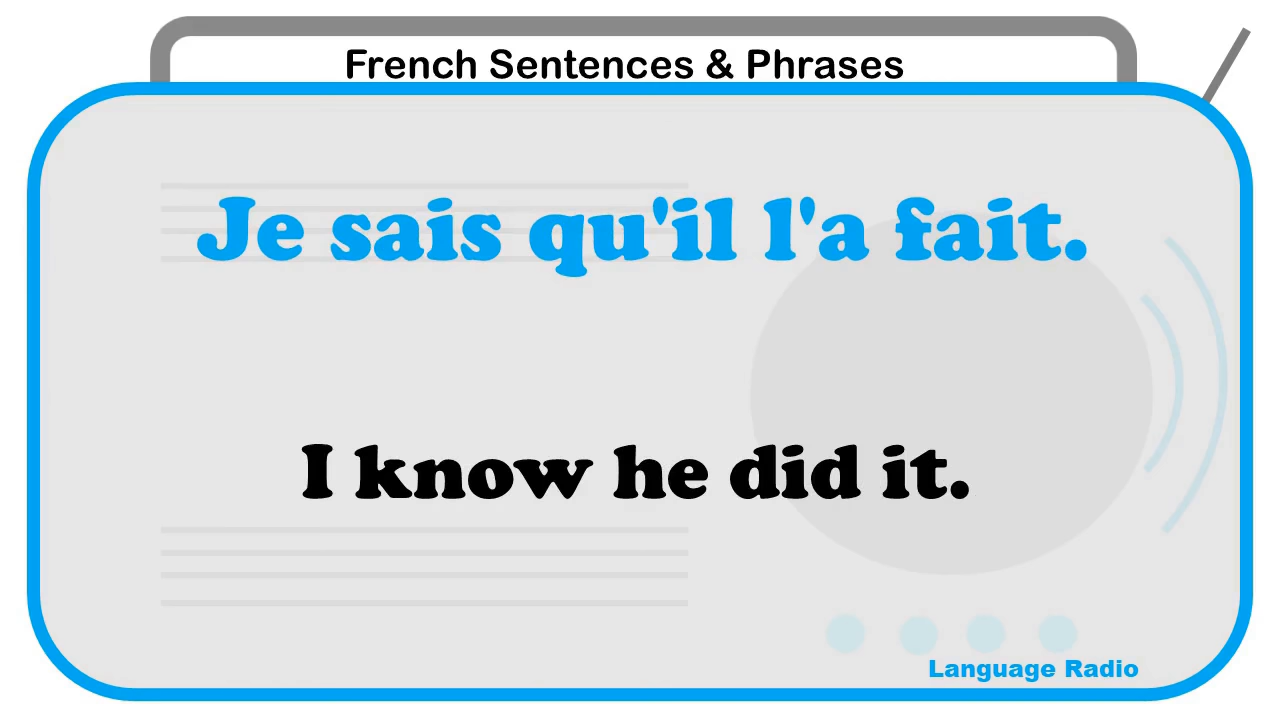 French Sentences & Phrases
Je sais qu'il l'a fait.
I know he did it.
Language Radio